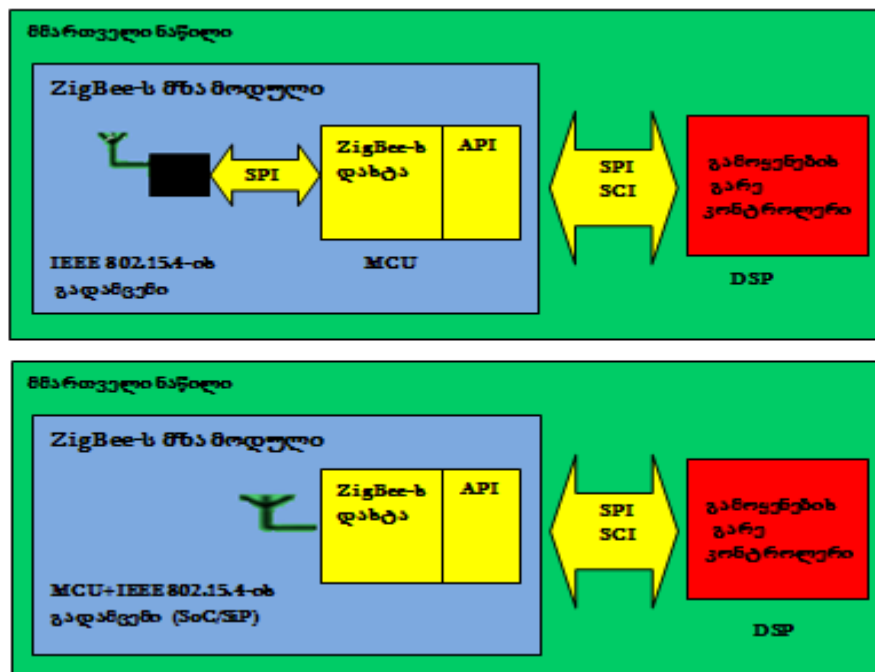 მმართველი ნაწილი
ZigBee-ს მზა მოდული
SPI
ZigBee-ს
დასტა
API
IEEE 802.15.4-ის
გადამცემი
MCU
SPI
SCI
გამოყენების
გარე
კონტროლერი
DSP
მმართველი ნაწილი
ZigBee-ს მზა მოდული
ZigBee-ს
დასტა
API
MCU+IEEE 802.15.4-ის
გადამცემი (SoC/SiP)
SPI
SCI
გამოყენების
გარე
კონტროლერი
DSP